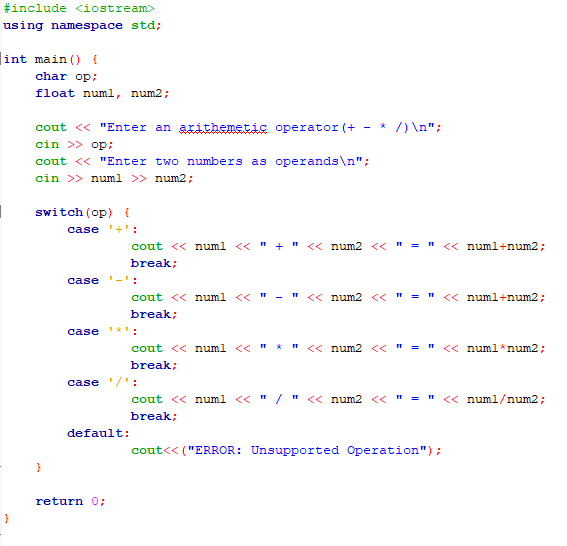 #include <iostream>
using namespace std;
int main() {
char op;
float num1, num2;
cout << "Enter an arithemetic operator(+ - * /)\n";
cin >> op;
cout << "Enter two numbers as operands\n";
cin >> num1 >> num2;
switch(op) {
case '+':
cout << num1 << " + " << num2 << " = " << num1+num2;
break;
case '-':
cout << num1 << " - " << num2 << " = " << num1+num2;
break;
case '*':
cout << num1 << " * " << num2 << " = " << num1*num2;
break;
case '/':
cout << num1 << " / " << num2 << " = " << num1/num2;
break;
default:
cout<<("ERROR: Unsupported Operation");
}
return 0;
}